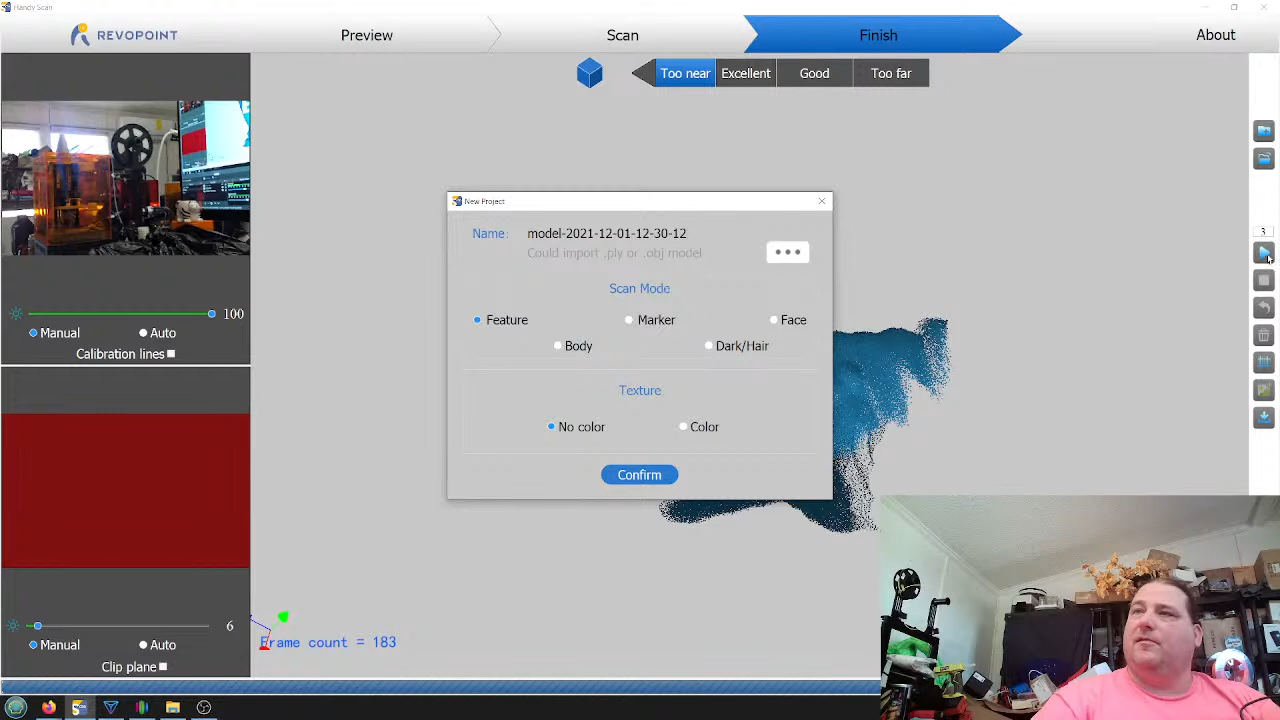 Handy Scan
REVOPOINT
Preview
Scan
Finish
About
Too near
Excellent
Good
Too far
New Project
Name:
model-2021-12-01-12-30-12
Could import .ply or .obj model
Scan Mode
Feature
Marker
Face
Body
Dark/Hair
Texture
No color
Color
Confirm
3
100
Manual
Auto
Calibration lines
6
Manual
Auto
Clip plane
Frame count = 183